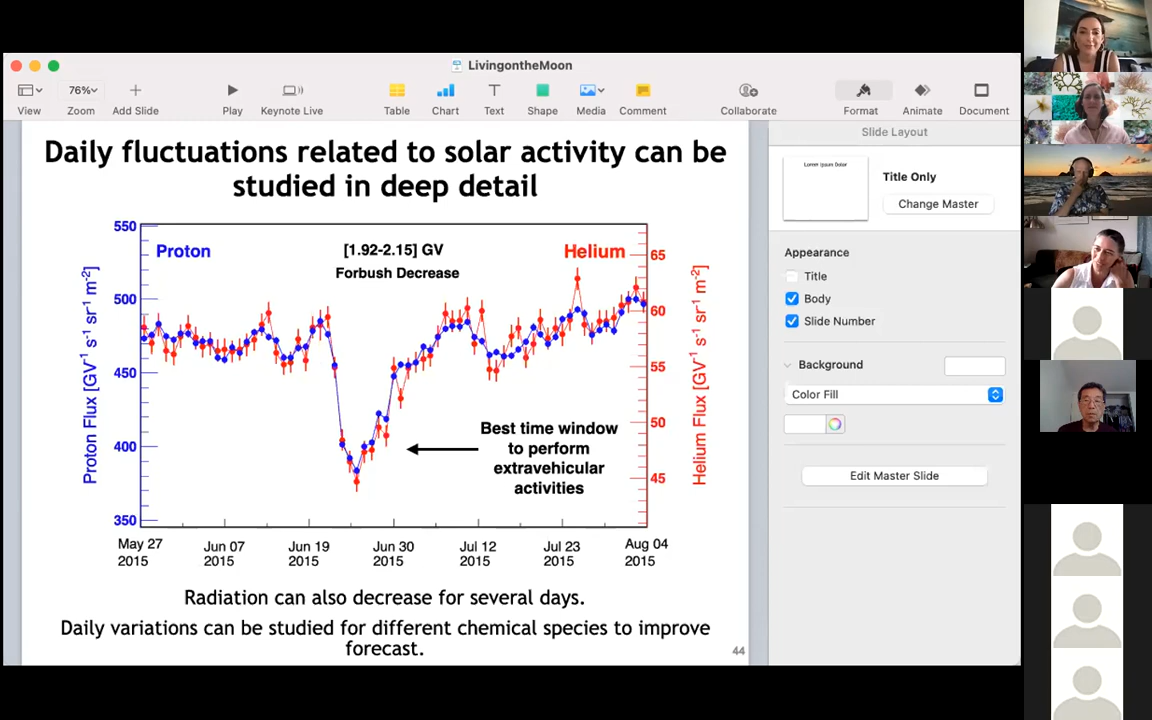 LivingontheMoon
76%
View
Zoom
Add Slide
Play
Keynote Live
Table
Chart
Text
Shape
Media
Comment
Collaborate
Format
Animate
Document
Daily fluctuations related to solar activity can be
studied in deep detail
550
500
450
400
350
Proton
[1.92-2.15] GV
Forbush Decrease
Helium
65
60
55
50
45
Proton Flux [GV⁻¹ s⁻¹ sr⁻¹ m⁻²]
Helium Flux [GV⁻¹ s⁻¹ sr⁻¹ m⁻²]
Best time window
to perform
extravehicular
activities
May 27
2015
Jun 07
2015
Jun 19
2015
Jun 30
2015
Jul 12
2015
Jul 23
2015
Aug 04
2015
Radiation can also decrease for several days.
Daily variations can be studied for different chemical species to improve
forecast.
44
Slide Layout
Lorem Ipsum Dolor
Title Only
Change Master
Appearance
Title
Body
Slide Number
Background
Color Fill
Edit Master Slide